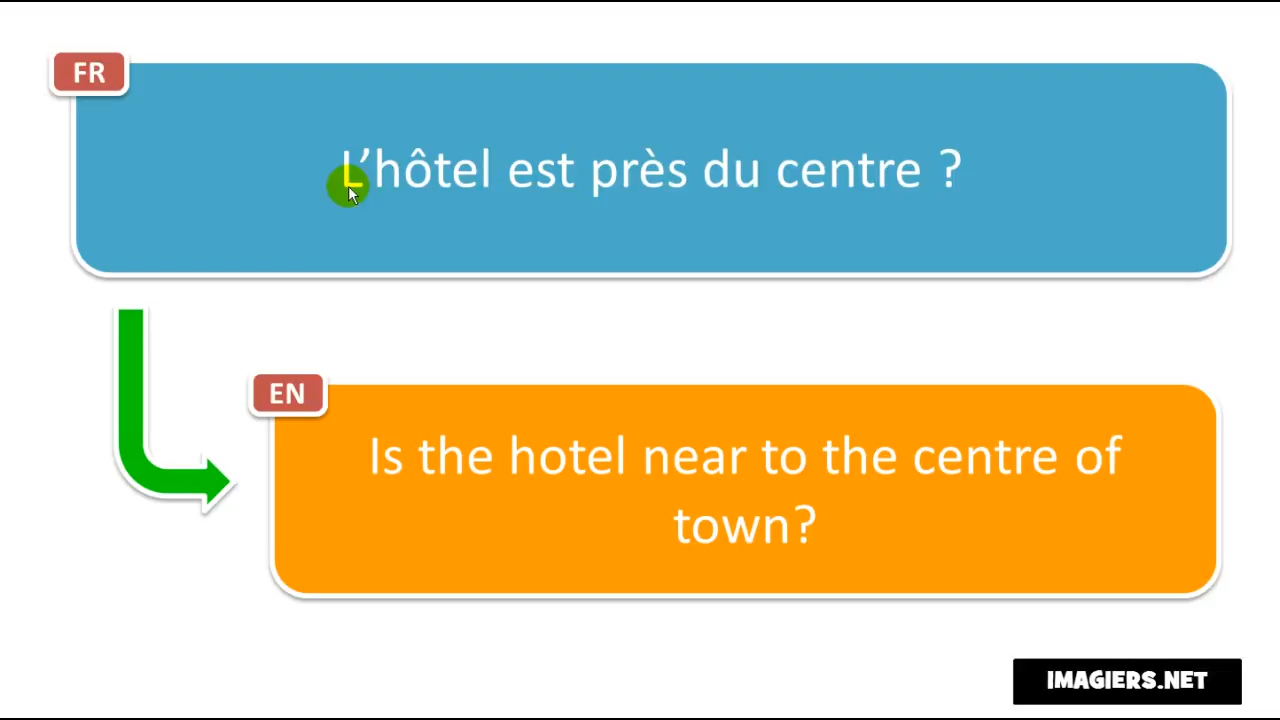 FR
L’hôtel est près du centre ?
EN
Is the hotel near to the centre of
town?
IMAGIERS.NET